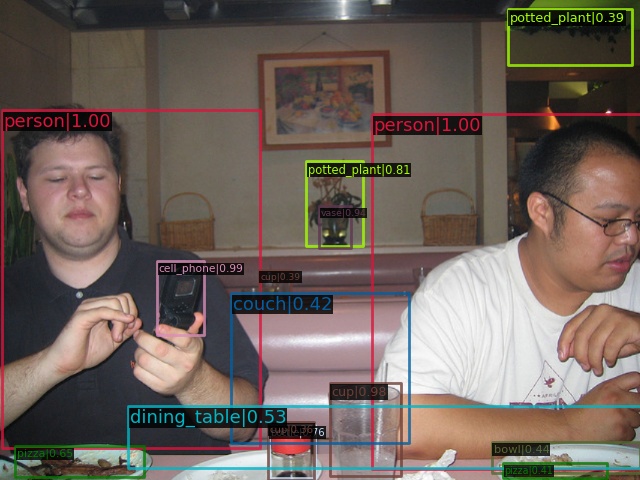 potted_plant|0.39
person|1.00
person|1.00
potted_plant|0.81
vase|0.94
cell_phone|0.99
cup|0.39
couch|0.42
cup|0.98
dining_table|0.53
cup|0.36
76
bowl|0.44
pizza|0.65
pizza|0.41